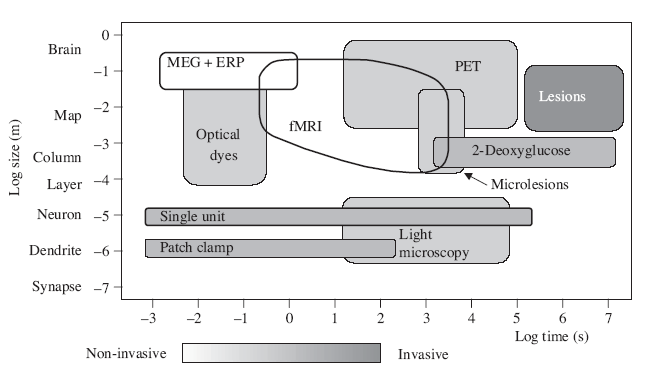 Log size (m)
Brain
Map
Column
Layer
Neuron
Dendrite
Synapse
0
−1
−2
−3
−4
−5
−6
−7
MEG + ERP
PET
Lesions
Optical
dyes
fMRI
2-Deoxyglucose
Microlesions
Single unit
Patch clamp
Light
microscopy
−3 −2 −1 0 1 2 3 4 5 6 7
Log time (s)
Non-invasive
Invasive